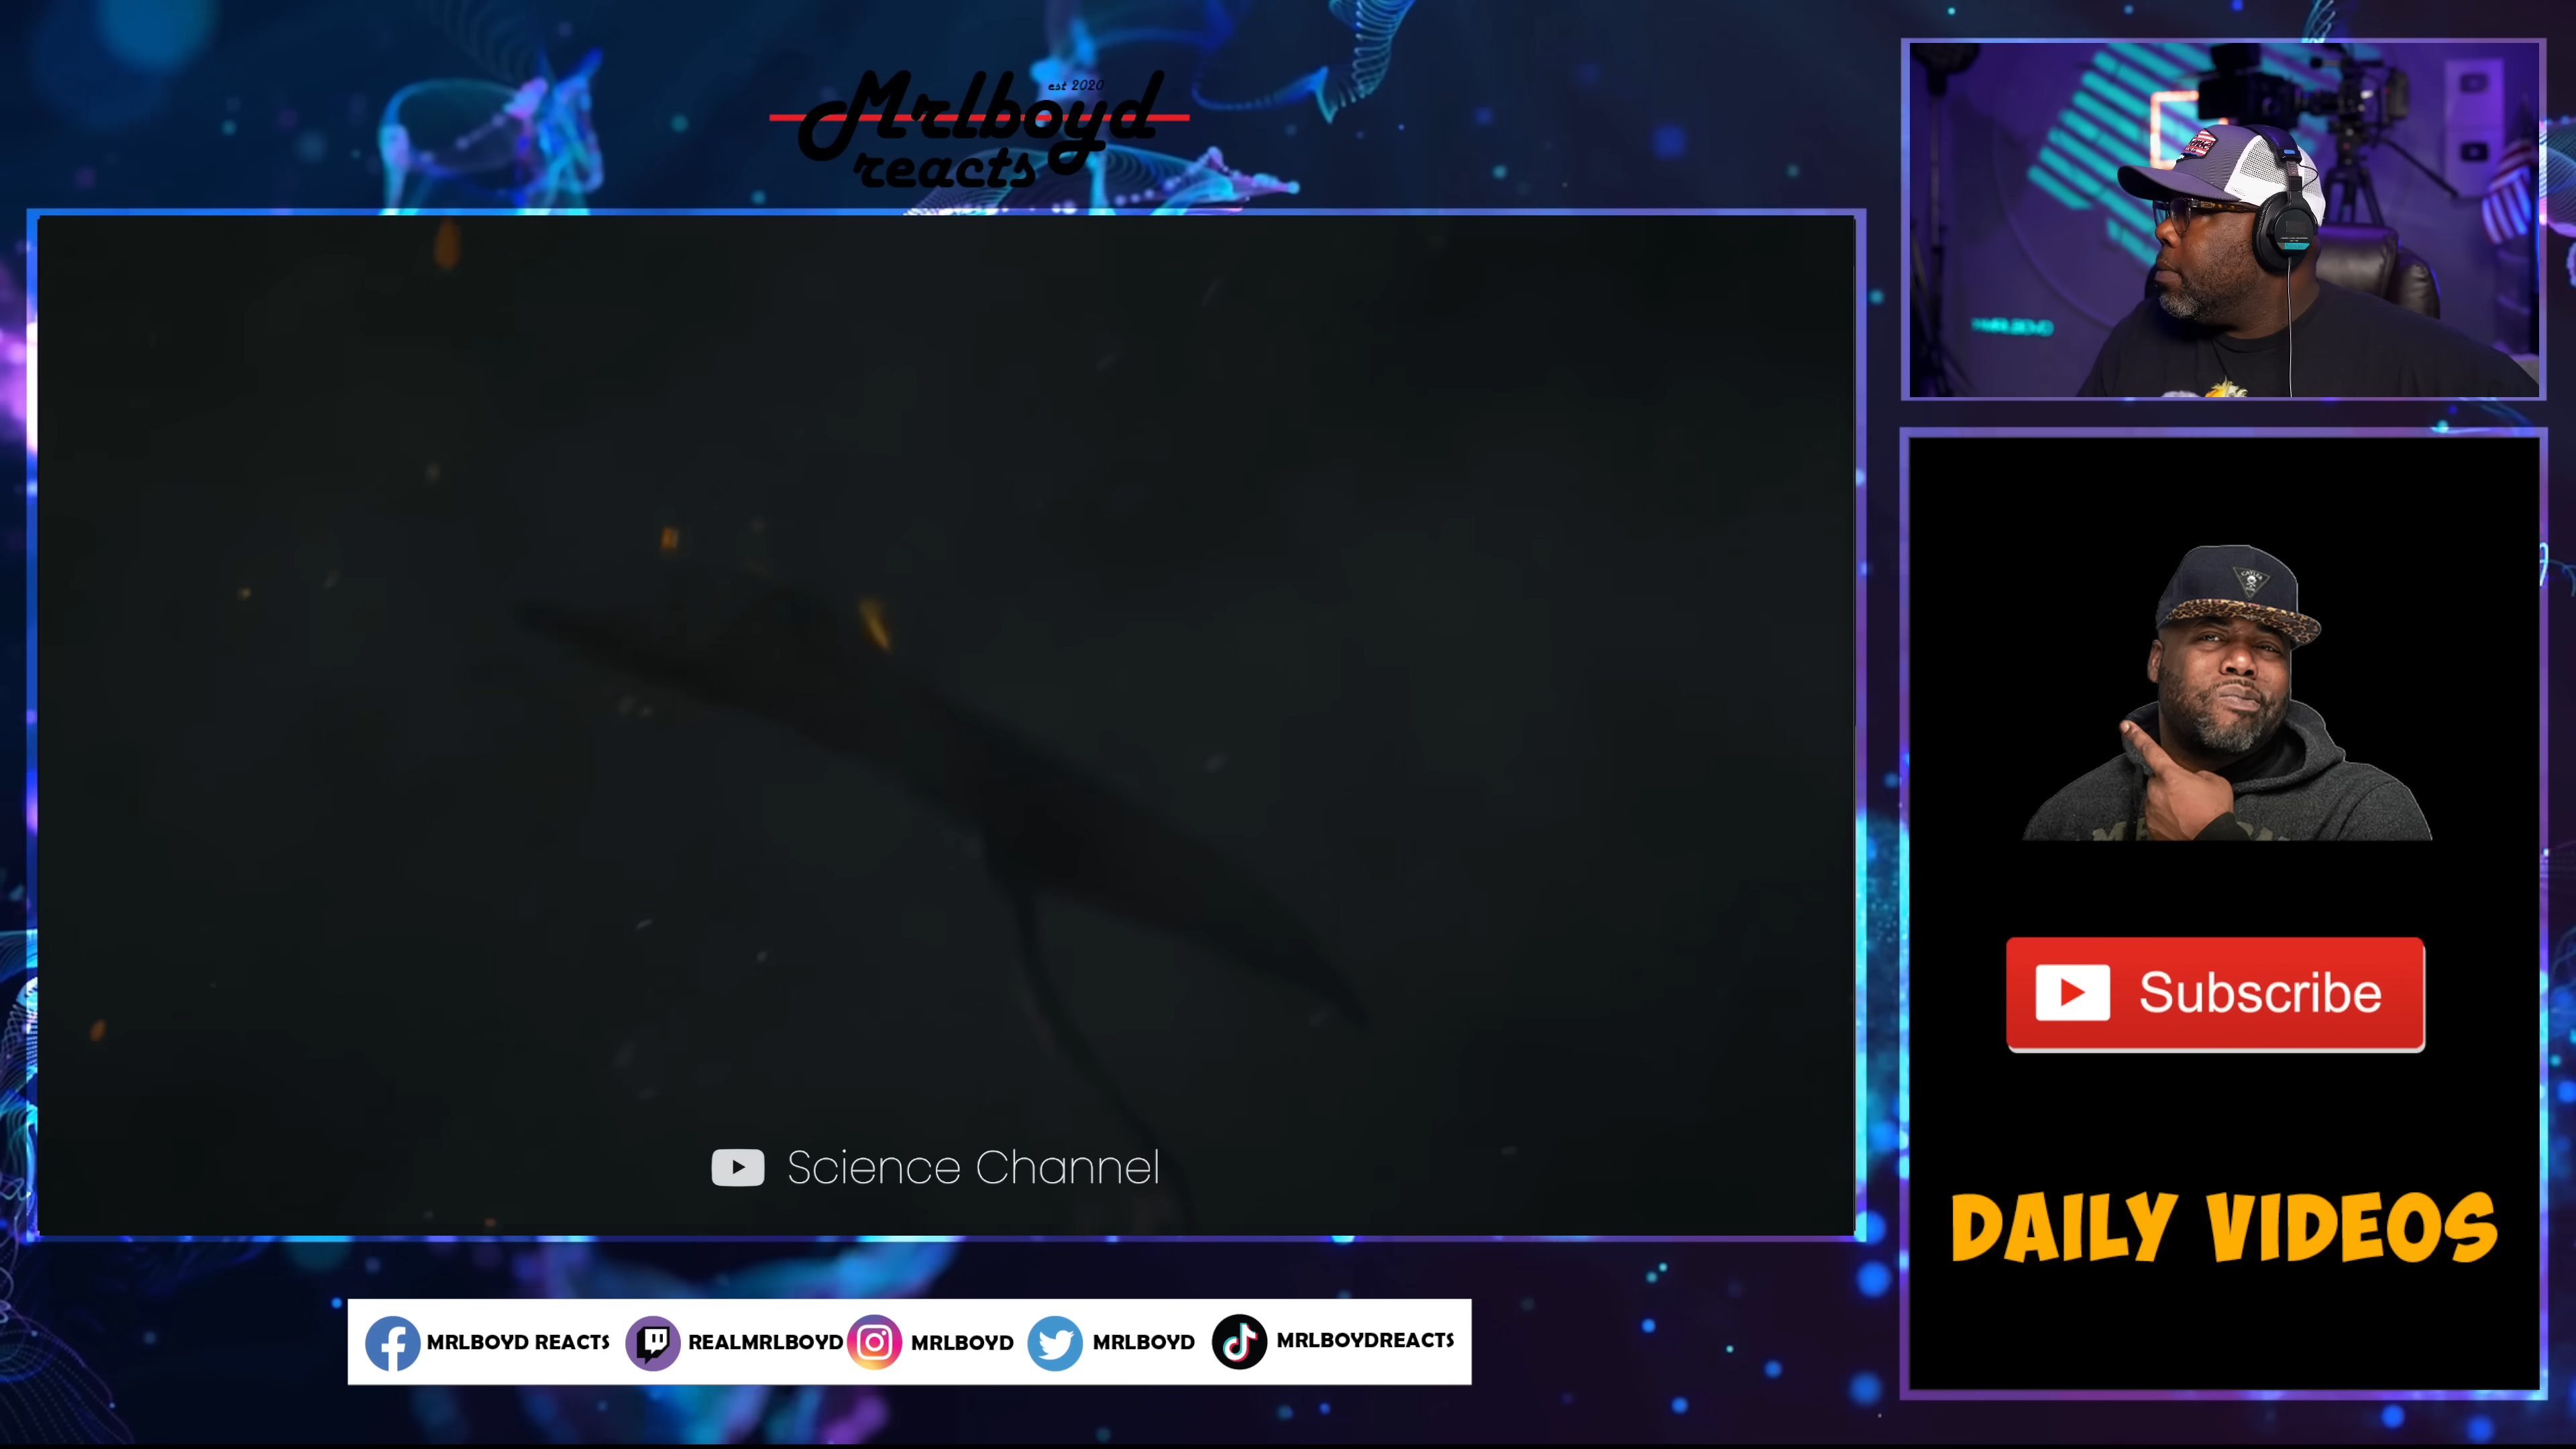 est 2020
Mrlboyd
reacts
Subscribe
DAILY VIDEOS
Science Channel
MRLBOYD REACTS
REALMRLBOYD
MRLBOYD
MRLBOYD
MRLBOYDREACTS